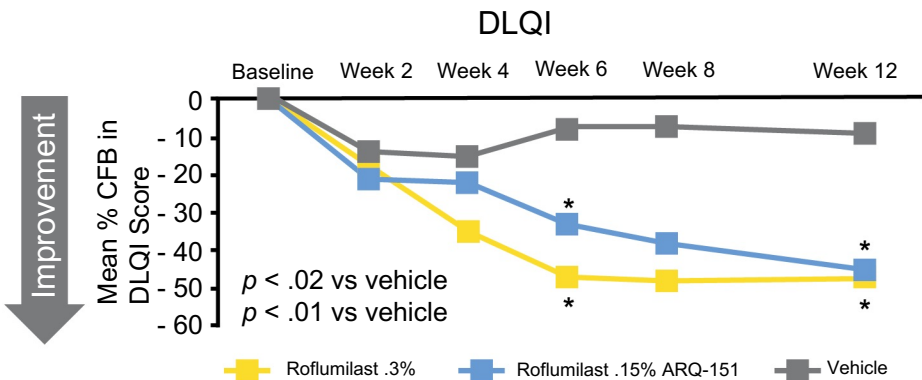 DLQI
Baseline Week 2 Week 4 Week 6 Week 8 Week 12
Improvement
Mean % CFB in
DLQI Score
0
- 10
- 20
- 30
- 40
- 50
- 60
*
*
*
*
p < .02 vs vehicle
p < .01 vs vehicle
Roflumilast .3% Roflumilast .15% ARQ-151 Vehicle